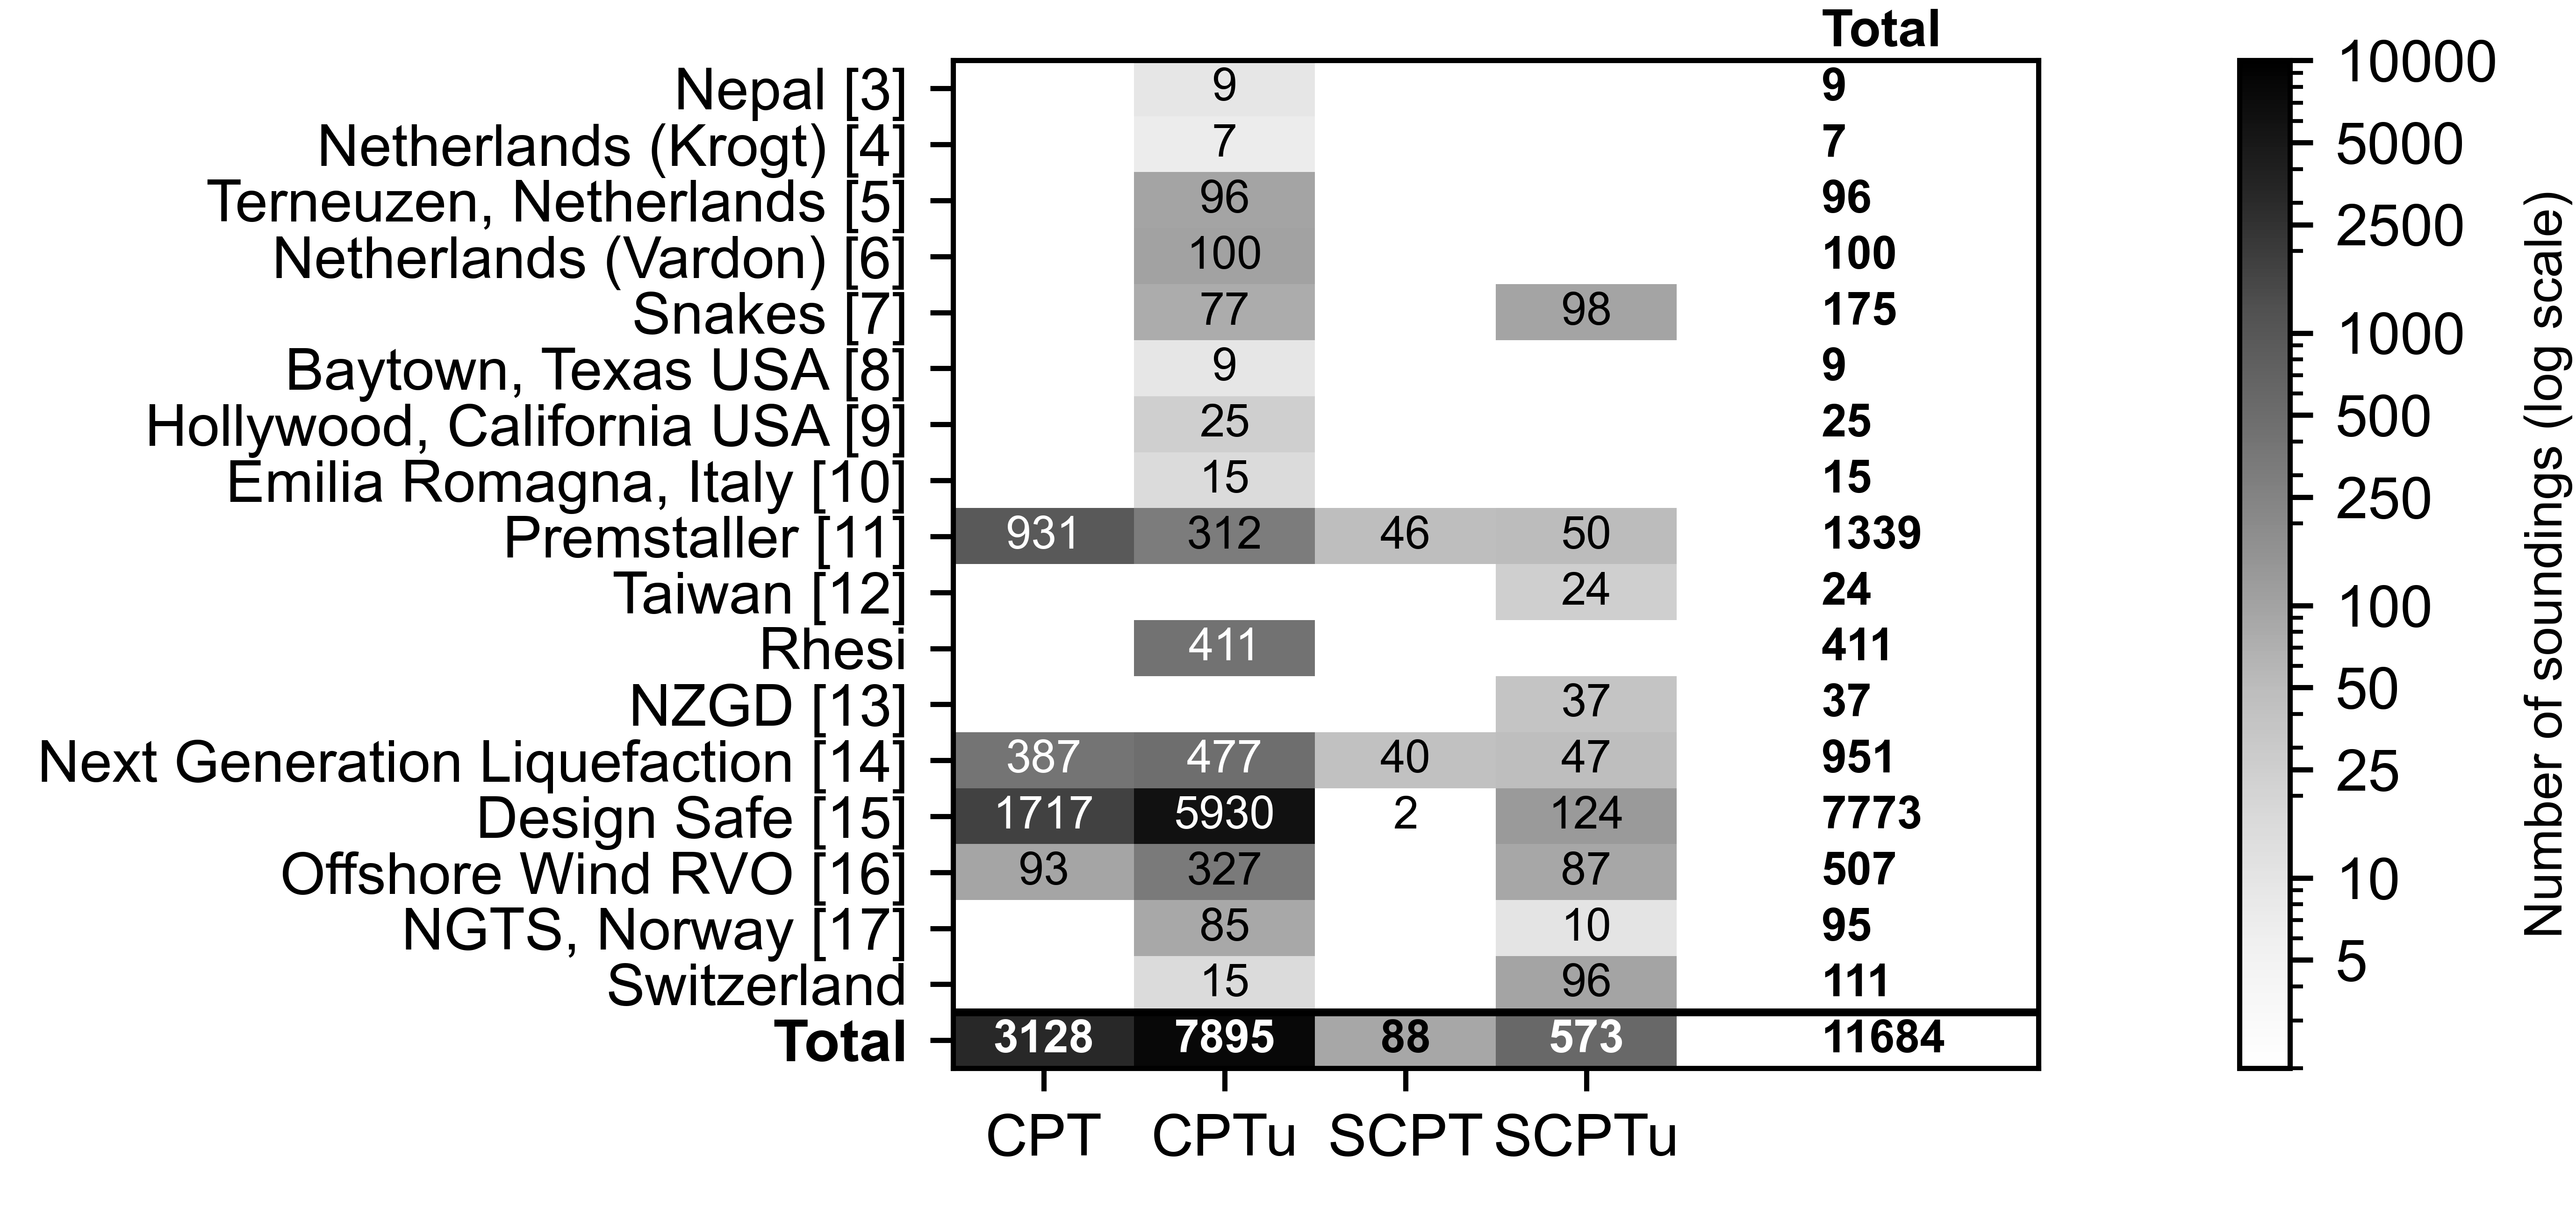 Total
Nepal [3] 9 9
Netherlands (Krogt) [4] 7 7
Terneuzen, Netherlands [5] 96 96
Netherlands (Vardon) [6] 100 100
Snakes [7] 77 98 175
Baytown, Texas USA [8] 9 9
Hollywood, California USA [9] 25 25
Emilia Romagna, Italy [10] 15 15
Premstaller [11] 931 312 46 50 1339
Taiwan [12] 24 24
Rhesi 411 411
NZGD [13] 37 37
Next Generation Liquefaction [14] 387 477 40 47 951
Design Safe [15] 1717 5930 2 124 7773
Offshore Wind RVO [16] 93 327 87 507
NGTS, Norway [17] 85 10 95
Switzerland 15 96 111
Total 3128 7895 88 573 11684
CPT CPTu SCPT SCPTu
10000
5000
2500
1000
500
250
100
50
25
10
5
Number of soundings (log scale)